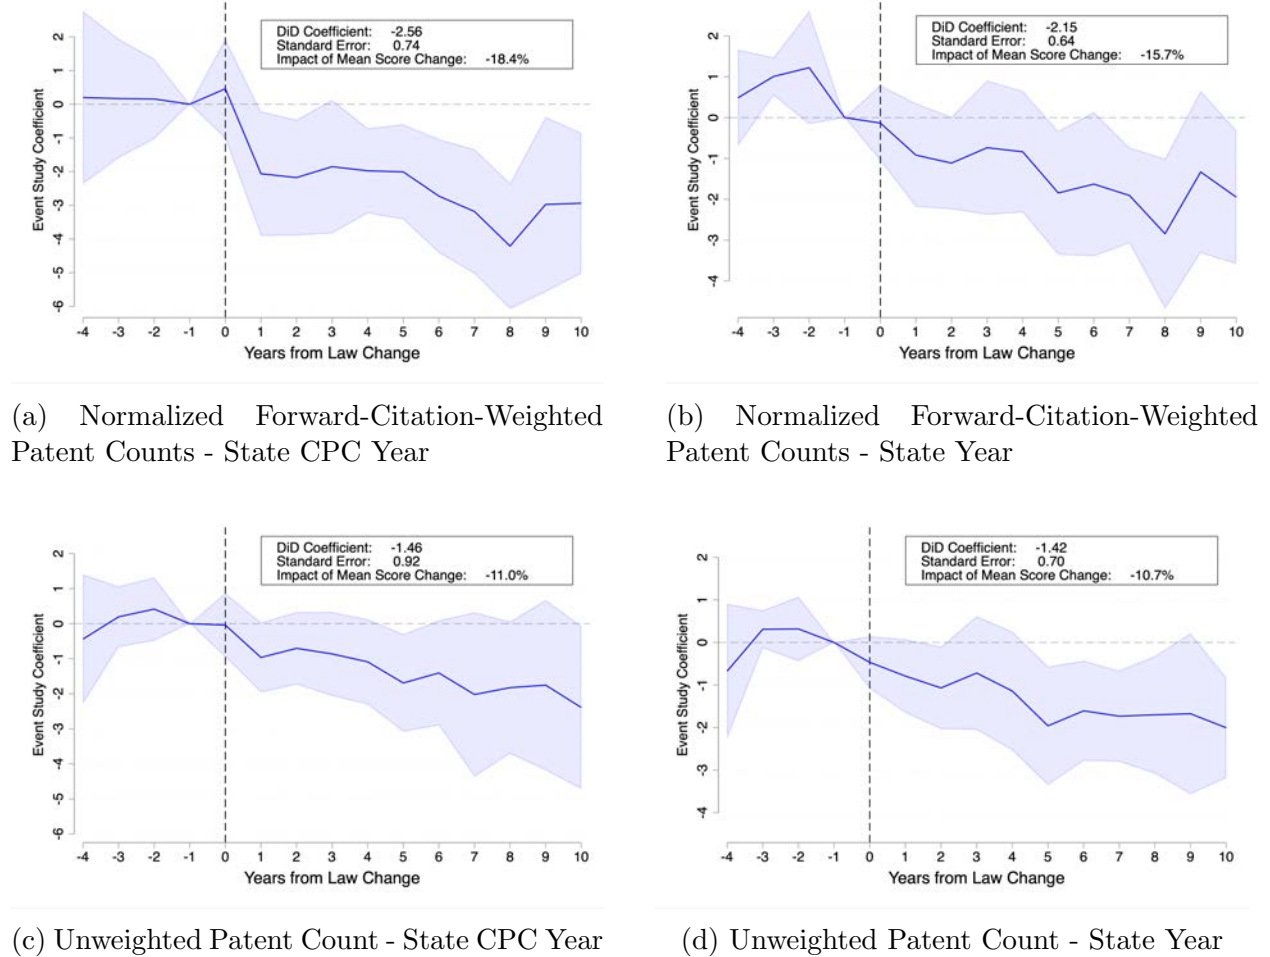 DiD Coefficient: -2.56
Standard Error: 0.74
Impact of Mean Score Change: -18.4%
Event Study Coefficient
2
1
0
-1
-2
-3
-4
-5
-6
-4 -3 -2 -1 0 1 2 3 4 5 6 7 8 9 10
Years from Law Change
(a) Normalized Forward-Citation-Weighted
Patent Counts - State CPC Year
DiD Coefficient: -2.15
Standard Error: 0.64
Impact of Mean Score Change: -15.7%
Event Study Coefficient
2
1
0
-1
-2
-3
-4
-4 -3 -2 -1 0 1 2 3 4 5 6 7 8 9 10
Years from Law Change
(b) Normalized Forward-Citation-Weighted
Patent Counts - State Year
DiD Coefficient: -1.46
Standard Error: 0.92
Impact of Mean Score Change: -11.0%
Event Study Coefficient
2
1
0
-1
-2
-3
-4
-5
-6
-4 -3 -2 -1 0 1 2 3 4 5 6 7 8 9 10
Years from Law Change
(c) Unweighted Patent Count - State CPC Year
DiD Coefficient: -1.42
Standard Error: 0.70
Impact of Mean Score Change: -10.7%
Event Study Coefficient
2
1
0
-1
-2
-3
-4
-4 -3 -2 -1 0 1 2 3 4 5 6 7 8 9 10
Years from Law Change
(d) Unweighted Patent Count - State Year